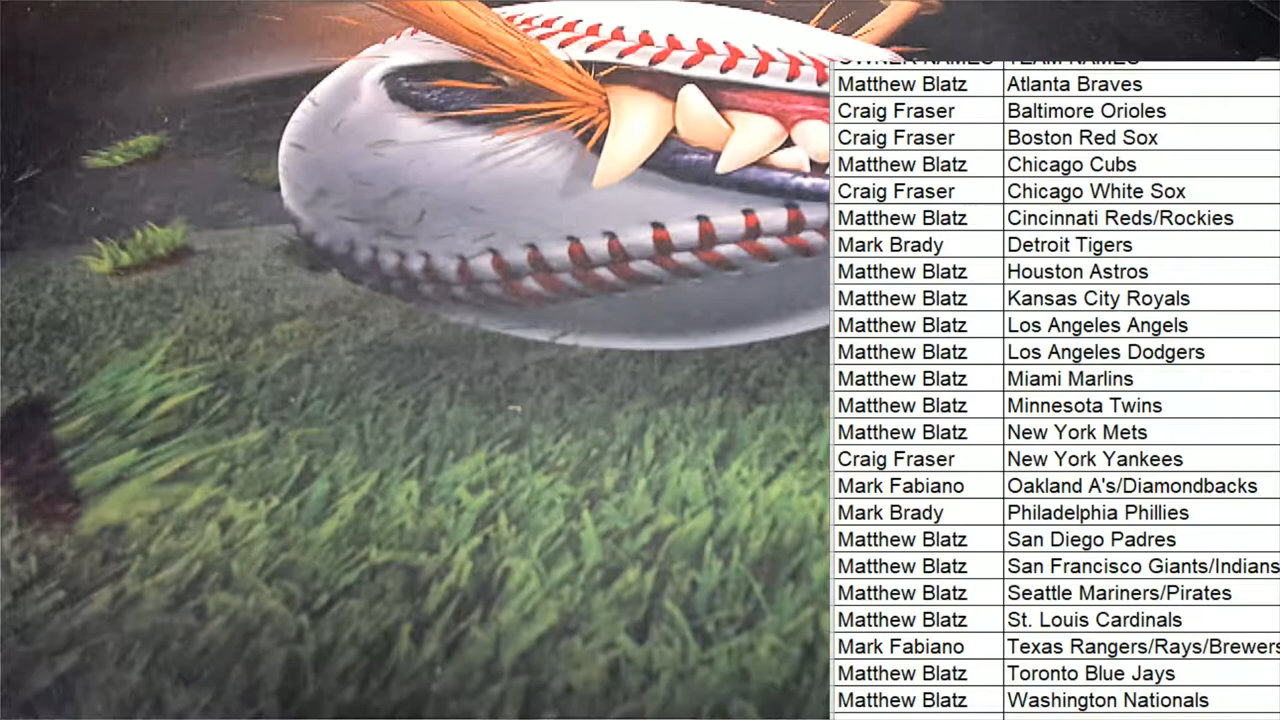 OWNER NAMES TEAM NAMES
Matthew Blatz Atlanta Braves
Craig Fraser Baltimore Orioles
Craig Fraser Boston Red Sox
Matthew Blatz Chicago Cubs
Craig Fraser Chicago White Sox
Matthew Blatz Cincinnati Reds/Rockies
Mark Brady Detroit Tigers
Matthew Blatz Houston Astros
Matthew Blatz Kansas City Royals
Matthew Blatz Los Angeles Angels
Matthew Blatz Los Angeles Dodgers
Matthew Blatz Miami Marlins
Matthew Blatz Minnesota Twins
Matthew Blatz New York Mets
Craig Fraser New York Yankees
Mark Fabiano Oakland A's/Diamondbacks
Mark Brady Philadelphia Phillies
Matthew Blatz San Diego Padres
Matthew Blatz San Francisco Giants/Indians
Matthew Blatz Seattle Mariners/Pirates
Matthew Blatz St. Louis Cardinals
Mark Fabiano Texas Rangers/Rays/Brewers
Matthew Blatz Toronto Blue Jays
Matthew Blatz Washington Nationals